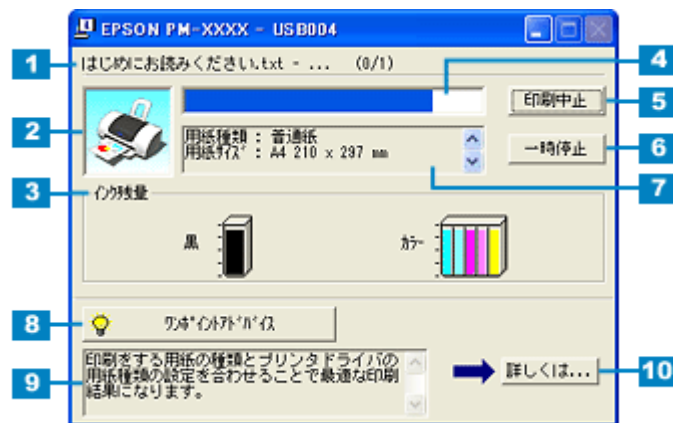 EPSON PM-XXXX - USB004
1
はじめにお読みください.txt - ... (0/1)
4
印刷中止
5
2
用紙種類 : 普通紙
用紙ｻｲｽﾞ : A4 210 x 297 mm
一時停止
6
7
3
ｲﾝｸ残量
黒
ｶﾗｰ
8
ﾜﾝﾎﾟｲﾝﾄｱﾄﾞﾊﾞｲｽ
9
印刷をする用紙の種類とプリンタドライバの
用紙種類の設定を合わせることで最適な印刷
結果になります。
詳しくは...
10